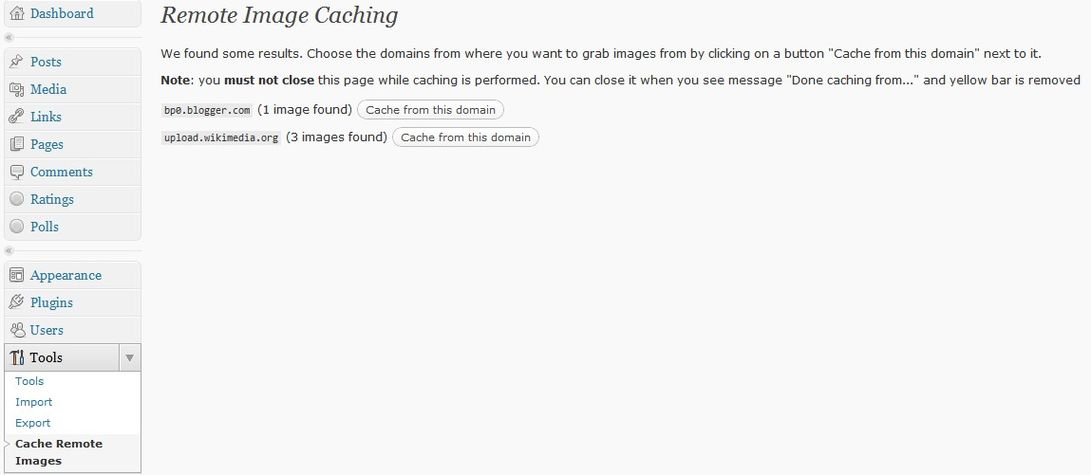 Dashboard
Posts
Media
Links
Pages
Comments
Ratings
Polls
Appearance
Plugins
Users
Tools
Tools
Import
Export
Cache Remote
Images
Remote Image Caching
We found some results. Choose the domains from where you want to grab images from by clicking on a button "Cache from this domain" next to it.
Note: you must not close this page while caching is performed. You can close it when you see message "Done caching from..." and yellow bar is removed
bp0.blogger.com (1 image found) Cache from this domain
upload.wikimedia.org (3 images found) Cache from this domain